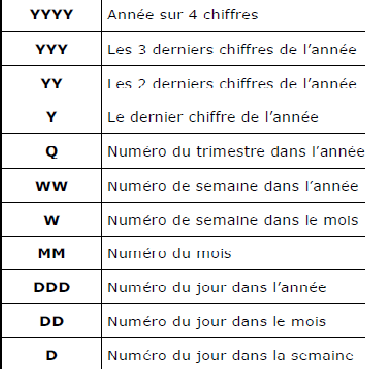 YYYY Année sur 4 chiffres
YYY Les 3 derniers chiffres de l'année
YY Les 2 derniers chiffres de l'année
Y Le dernier chiffre de l'année
Q Numéro du trimestre dans l'année
WW Numéro de semaine dans l'année
W Numéro de semaine dans le mois
MM Numéro du mois
DDD Numéro du jour dans l'année
DD Numéro du jour dans le mois
D Numéro du jour dans la semaine